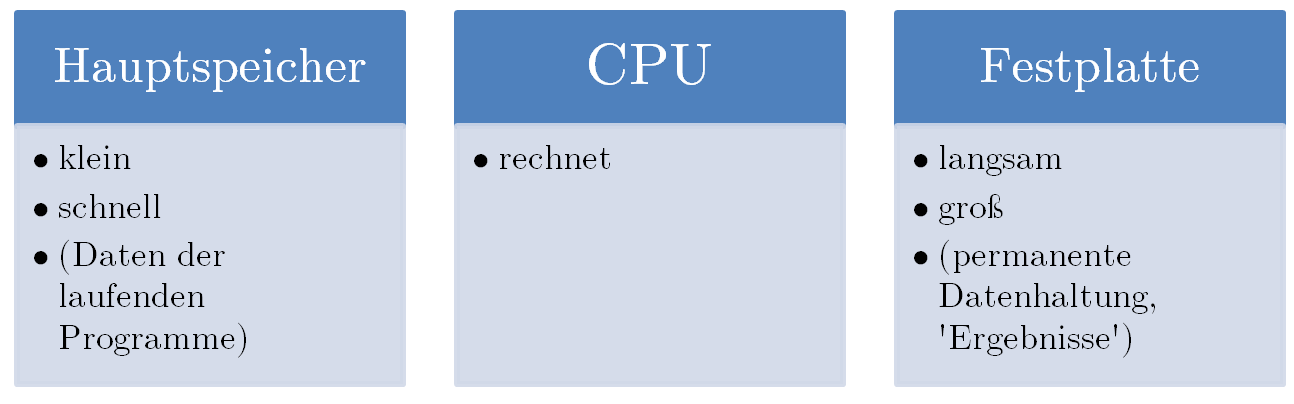 Hauptspeicher
• klein
• schnell
• (Daten der
laufenden
Programme)
CPU
• rechnet
Festplatte
• langsam
• groß
• (permanente
Datenhaltung,
'Ergebnisse')